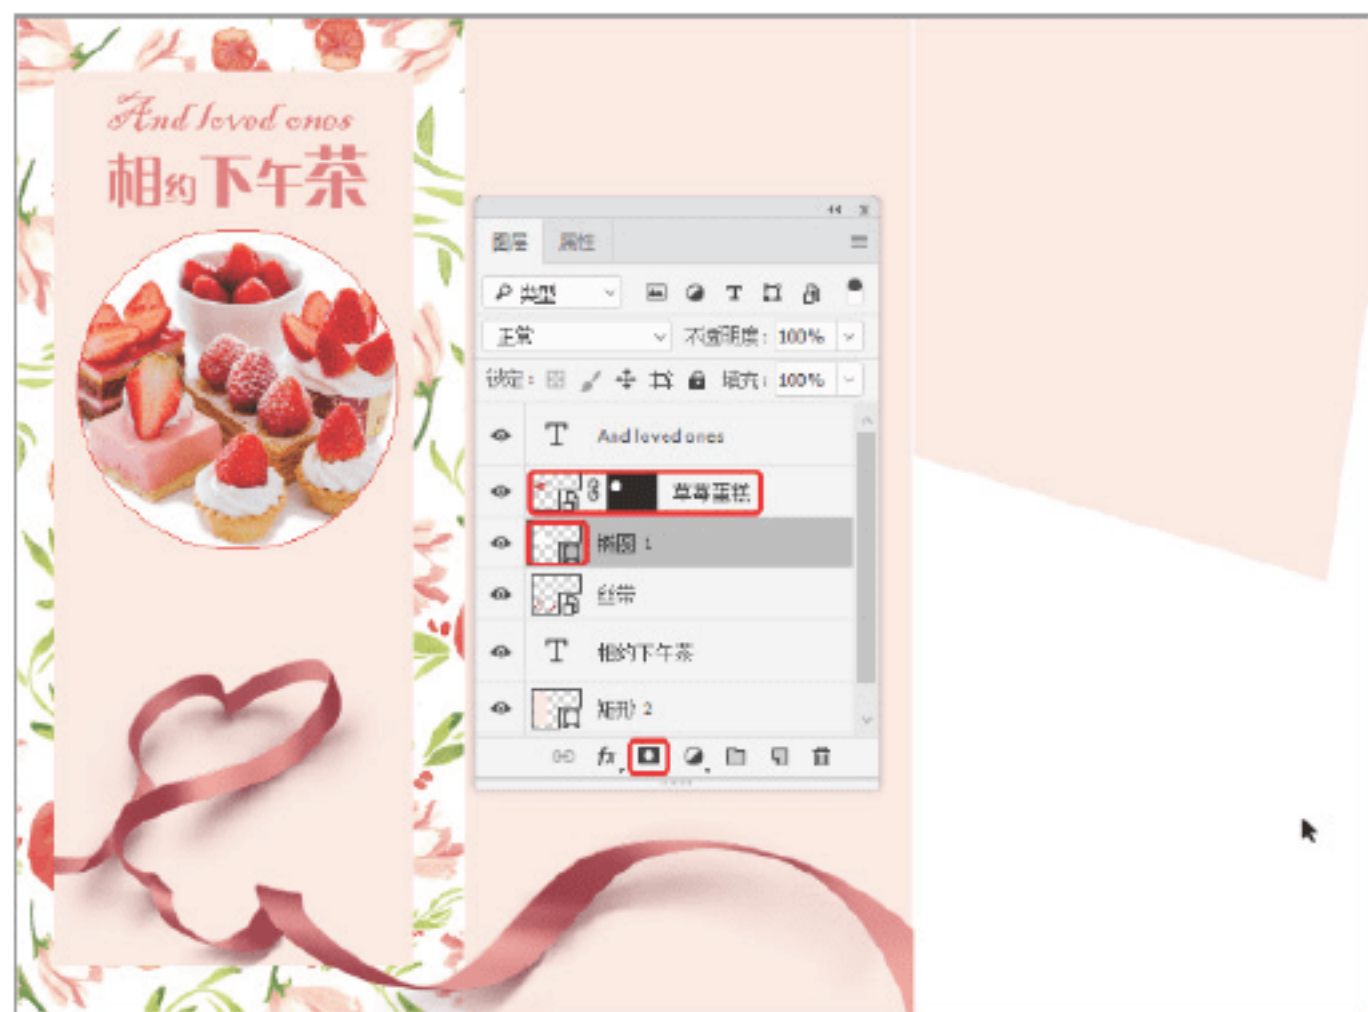 And loved ones
相约下午茶
图层 属性
类型
正常 不透明度: 100%
锁定: 填充: 100%
And loved ones
草莓蛋糕
椭圆 1
丝带
相约下午茶
矩形 2
fx